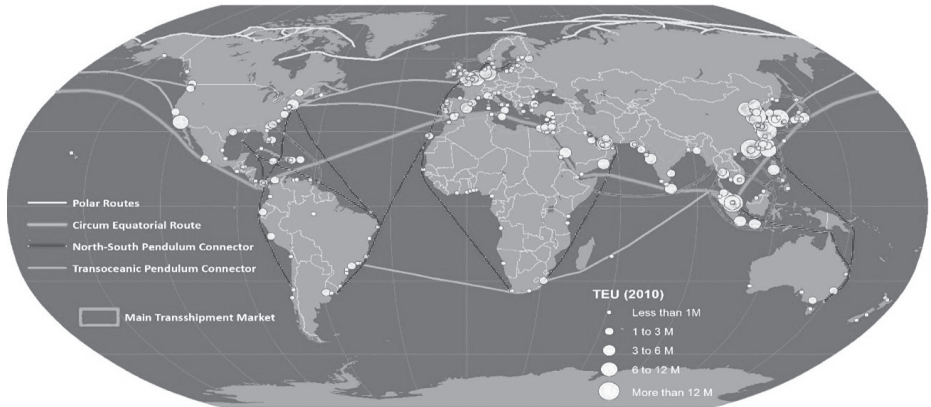 Polar Routes
Circum Equatorial Route
North-South Pendulum Connector
Transoceanic Pendulum Connector
Main Transshipment Market
TEU (2010)
Less than 1M
1 to 3 M
3 to 6 M
6 to 12 M
More than 12 M